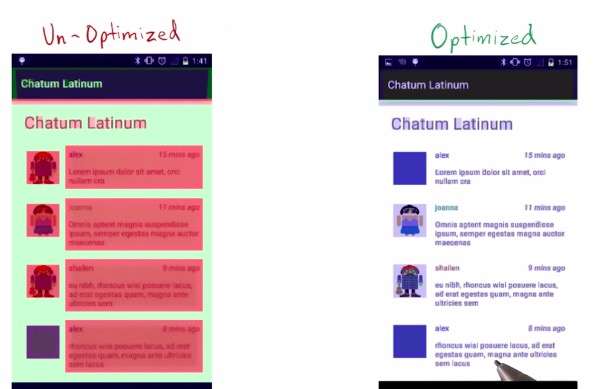 Un-Optimized
Optimized
1:41
Chatum Latinum
Chatum Latinum
alex 15 mins ago
Lorem ipsum dolor sit amet, orci
nullam cra
joanna 11 mins ago
Omnis aptent magnis suspendisse
ipsum, semper egestas magna auctor
maecenas
shailen 9 mins ago
eu nibh, rhoncus wisi posuere lacus,
ad erat egestas quam, magna ante
ultricies sem
alex 8 mins ago
rhoncus wisi posuere lacus, ad erat
egestas quam, magna ante ultricies
sem lacus
1:51
Chatum Latinum
Chatum Latinum
alex 15 mins ago
Lorem ipsum dolor sit amet, orci
nullam cra
joanna 11 mins ago
Omnis aptent magnis suspendisse
ipsum, semper egestas magna auctor
maecenas
shailen 9 mins ago
eu nibh, rhoncus wisi posuere lacus,
ad erat egestas quam, magna ante
ultricies sem
alex 8 mins ago
rhoncus wisi posuere lacus, ad erat
egestas quam, magna ante ultricies
sem lacus